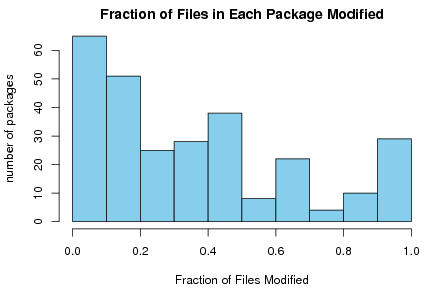 Fraction of Files in Each Package Modified
number of packages
60
50
40
30
20
10
0
0.0 0.2 0.4 0.6 0.8 1.0
Fraction of Files Modified